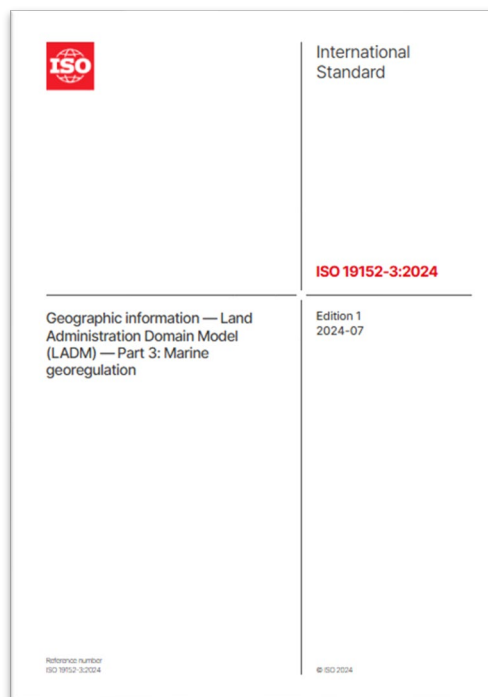 ISO
International
Standard
ISO 19152-3:2024
Geographic information — Land
Administration Domain Model
(LADM) — Part 3: Marine
georegulation
Edition 1
2024-07
Reference number
ISO 19152-3:2024
© ISO 2024